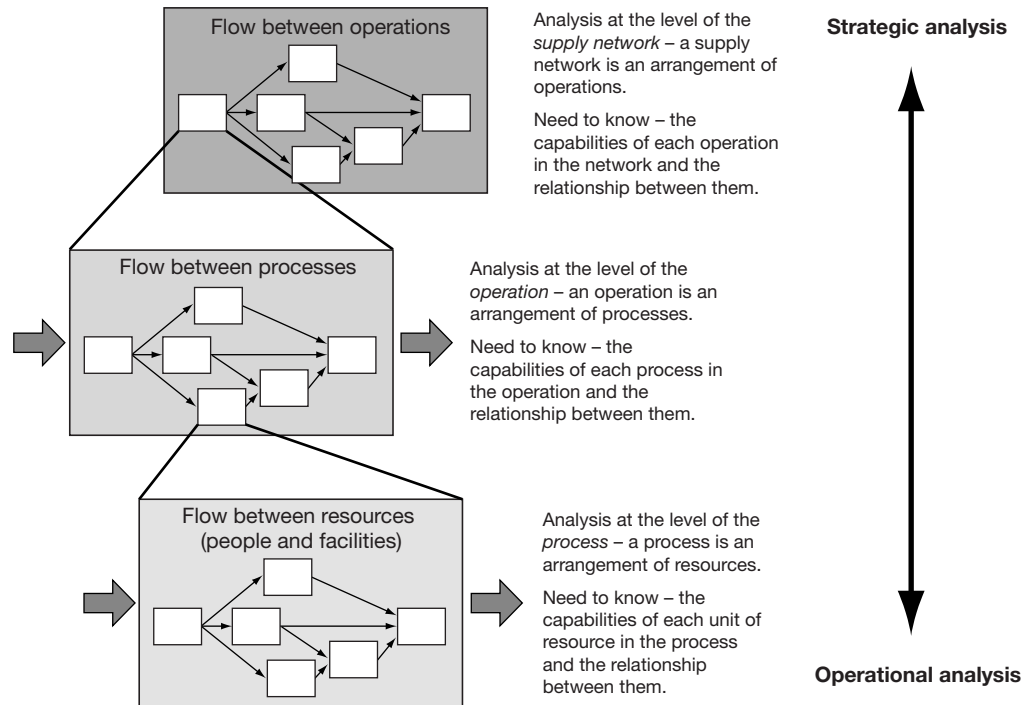 Flow between operations
Analysis at the level of the
supply network – a supply
network is an arrangement of
operations.
Need to know – the
capabilities of each operation
in the network and the
relationship between them.
Strategic analysis
Flow between processes
Analysis at the level of the
operation – an operation is an
arrangement of processes.
Need to know – the
capabilities of each process in
the operation and the
relationship between them.
Flow between resources
(people and facilities)
Analysis at the level of the
process – a process is an
arrangement of resources.
Need to know – the
capabilities of each unit of
resource in the process
and the relationship
between them.
Operational analysis